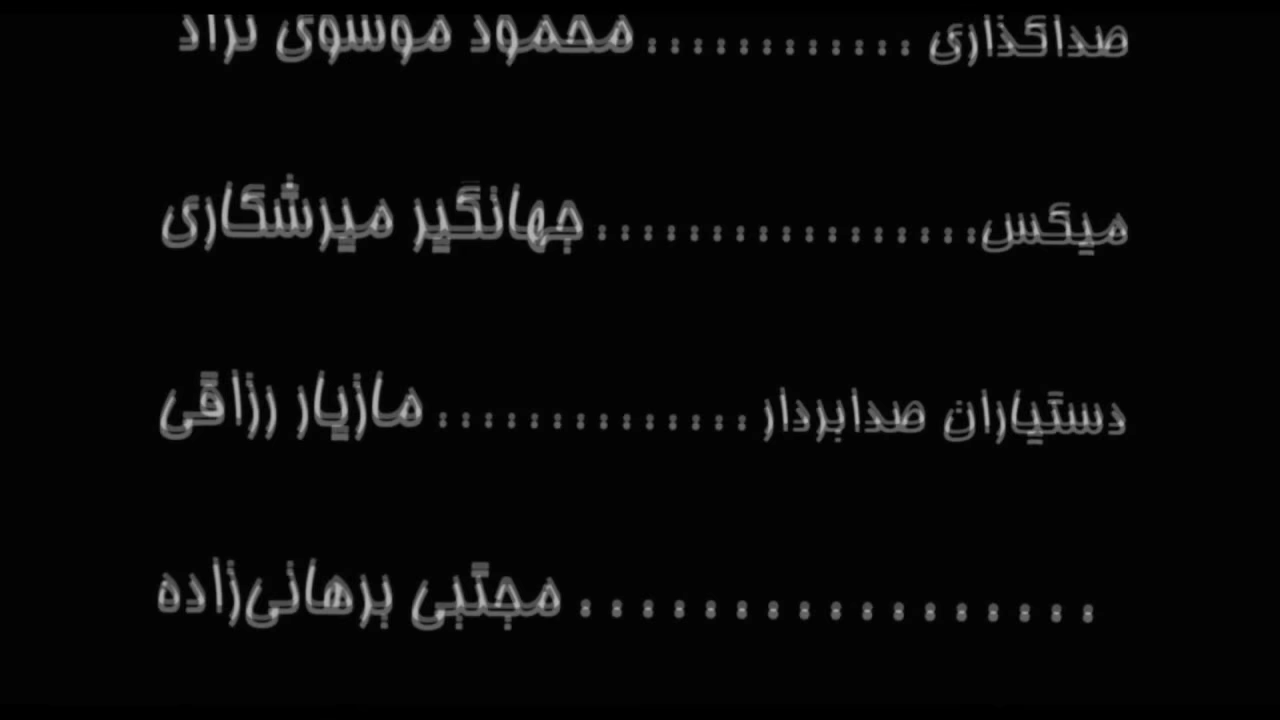 صداگذاری ............ محمود موسوی نژاد
میکس ................. جهانگیر میرشکاری
دستیاران صدابردار .............. مازیار رزاقی
................. مجتبی برهانی‌زاده